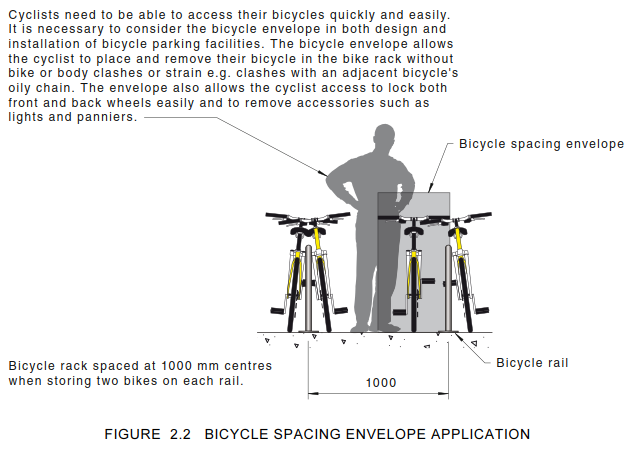 Cyclists need to be able to access their bicycles quickly and easily.
It is necessary to consider the bicycle envelope in both design and
installation of bicycle parking facilities. The bicycle envelope allows
the cyclist to place and remove their bicycle in the bike rack without
bike or body clashes or strain e.g. clashes with an adjacent bicycle's
oily chain. The envelope also allows the cyclist access to lock both
front and back wheels easily and to remove accessories such as
lights and panniers.
Bicycle spacing envelope
Bicycle rail
Bicycle rack spaced at 1000 mm centres
when storing two bikes on each rail.
1000
FIGURE 2.2 BICYCLE SPACING ENVELOPE APPLICATION